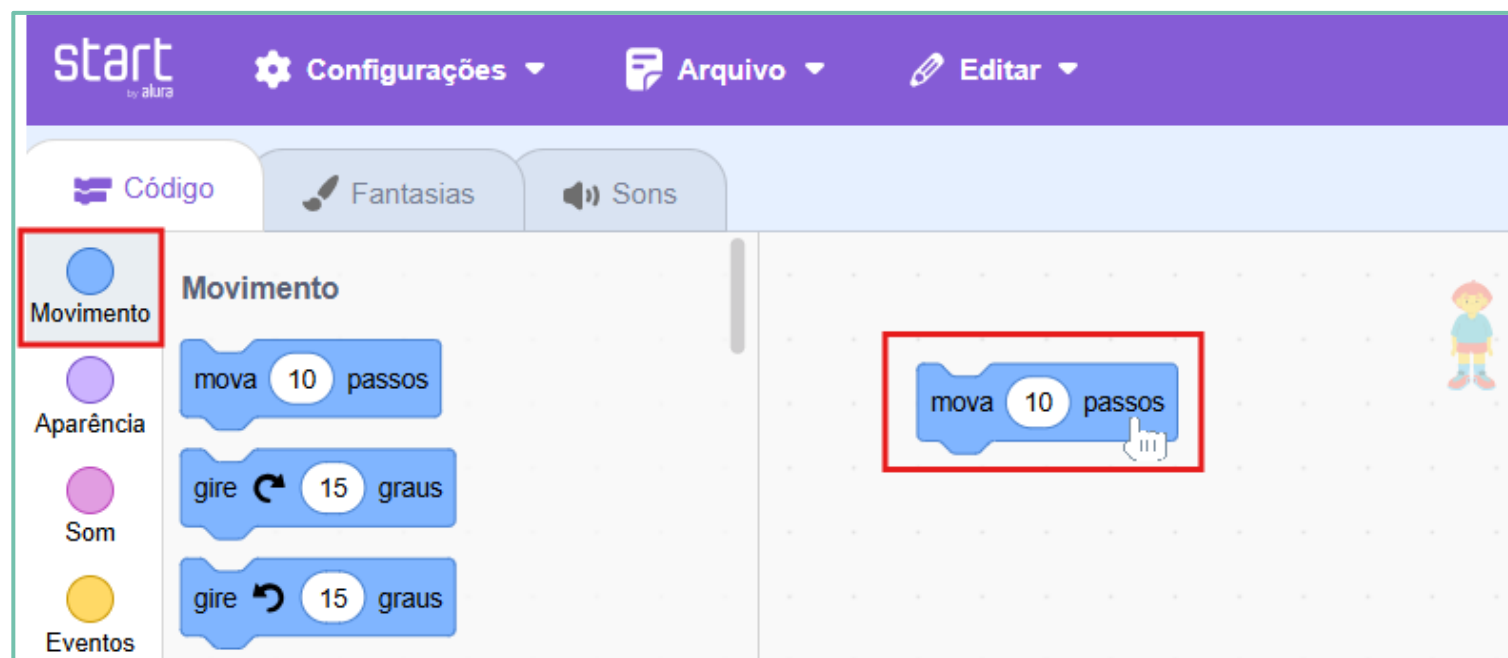 start
by alura
Configurações
Arquivo
Editar
Código
Fantasias
Sons
Movimento
Aparência
Som
Eventos
Movimento
mova 10 passos
gire 15 graus
gire 15 graus
mova 10 passos